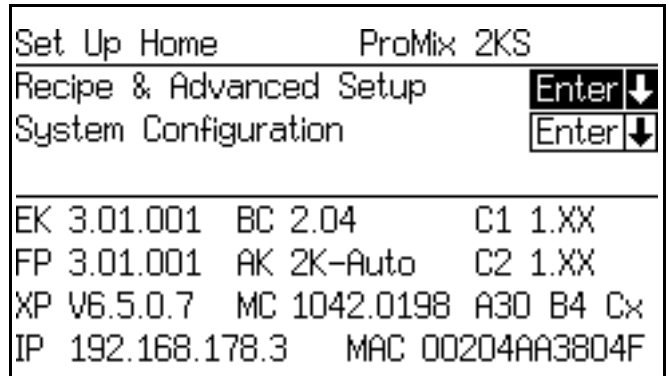 Set Up Home ProMix 2KS
Recipe & Advanced Setup Enter
System Configuration Enter
EK 3.01.001 BC 2.04 C1 1.XX
FP 3.01.001 AK 2K-Auto C2 1.XX
XP V6.5.0.7 MC 1042.0198 A30 B4 Cx
IP 192.168.178.3 MAC 00204AA3804F